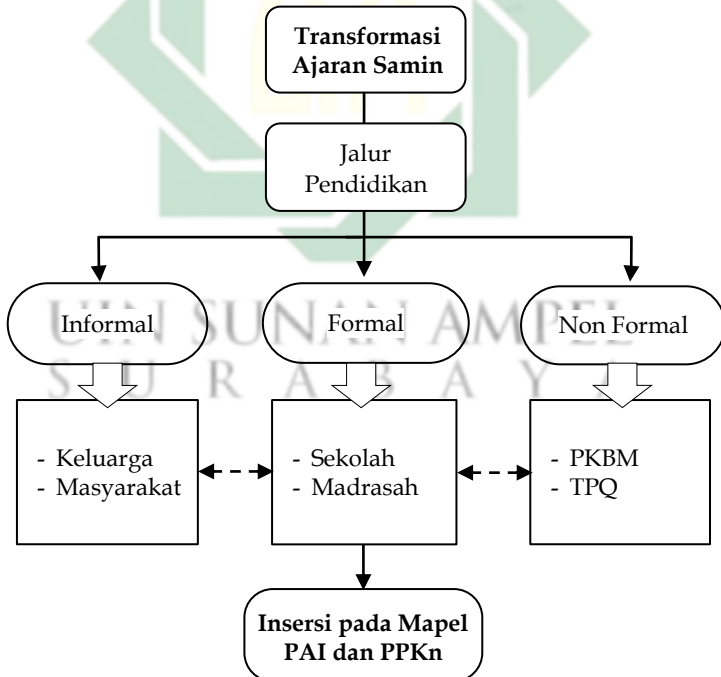 Transformasi
Ajaran Samin
Jalur
Pendidikan
Informal
Formal
Non Formal
UIN SUNAN AMPEL
S U R A B A Y A
- Keluarga
- Masyarakat
- Sekolah
- Madrasah
- PKBM
- TPQ
Insersi pada Mapel
PAI dan PPKn